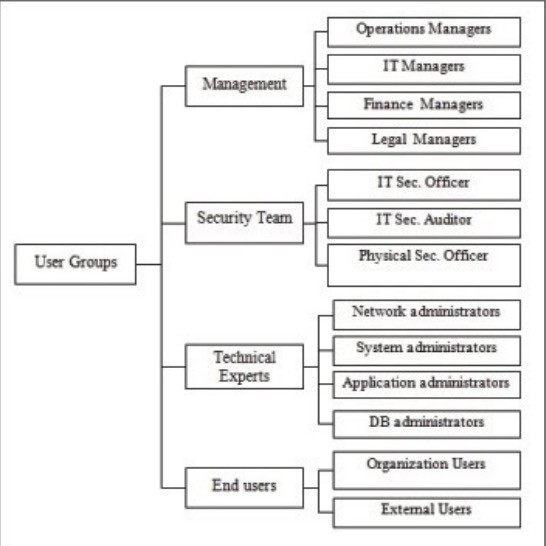 Operations Managers
IT Managers
Management
Finance Managers
Legal Managers
IT Sec. Officer
Security Team
IT Sec. Auditor
Physical Sec. Officer
User Groups
Network administrators
System administrators
Technical
Experts
Application administrators
DB administrators
Organization Users
End users
External Users